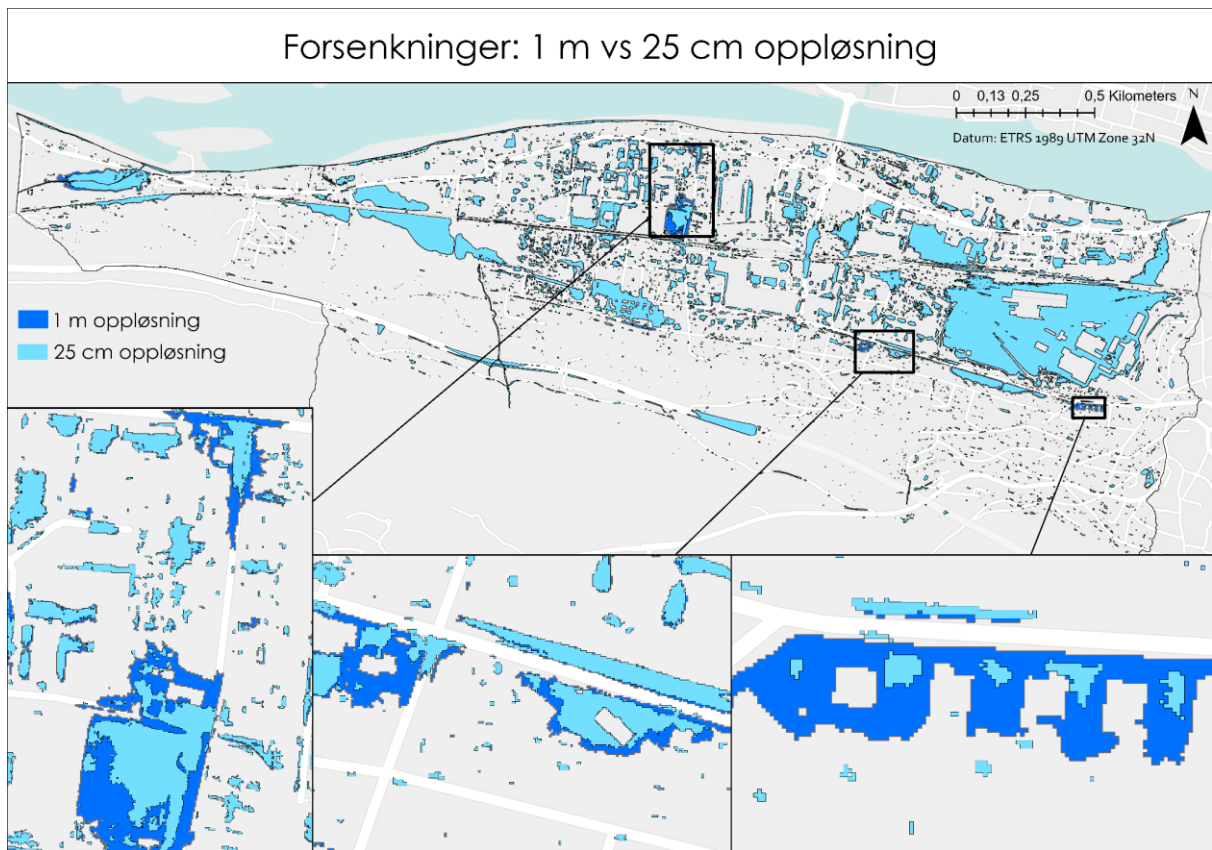 Forsenkninger: 1 m vs 25 cm oppløsning
0 0,13 0,25 0,5 Kilometers
N
Datum: ETRS 1989 UTM Zone 32N
1 m oppløsning
25 cm oppløsning